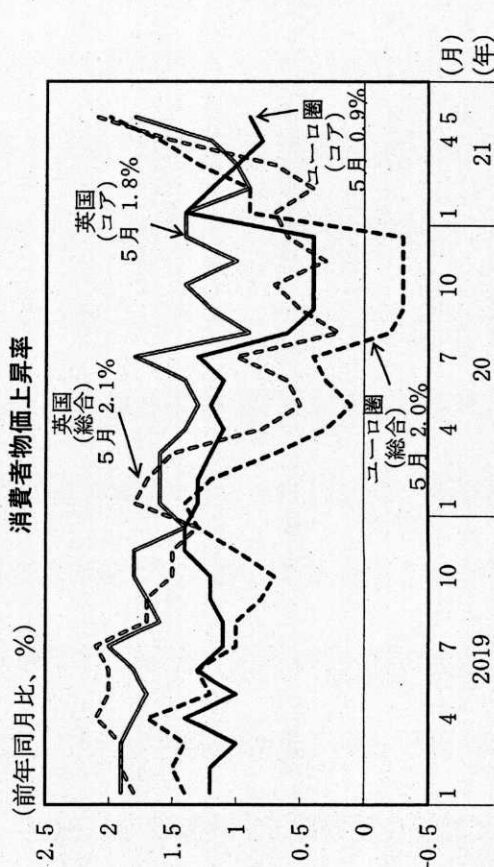 消費者物価上昇率
(前年同月比、%)
2.5
2
1.5
1
0.5
0
0.5
英国
(総合)
5月 2.1%
英国
(コア)
5月 1.8%
ユーロ圏
(総合)
5月 2.0%
ユーロ圏
(コア)
5月 0.9%
1 4 7 10 1 4 7 10 1 4 5 (月)
2019 20 21 (年)